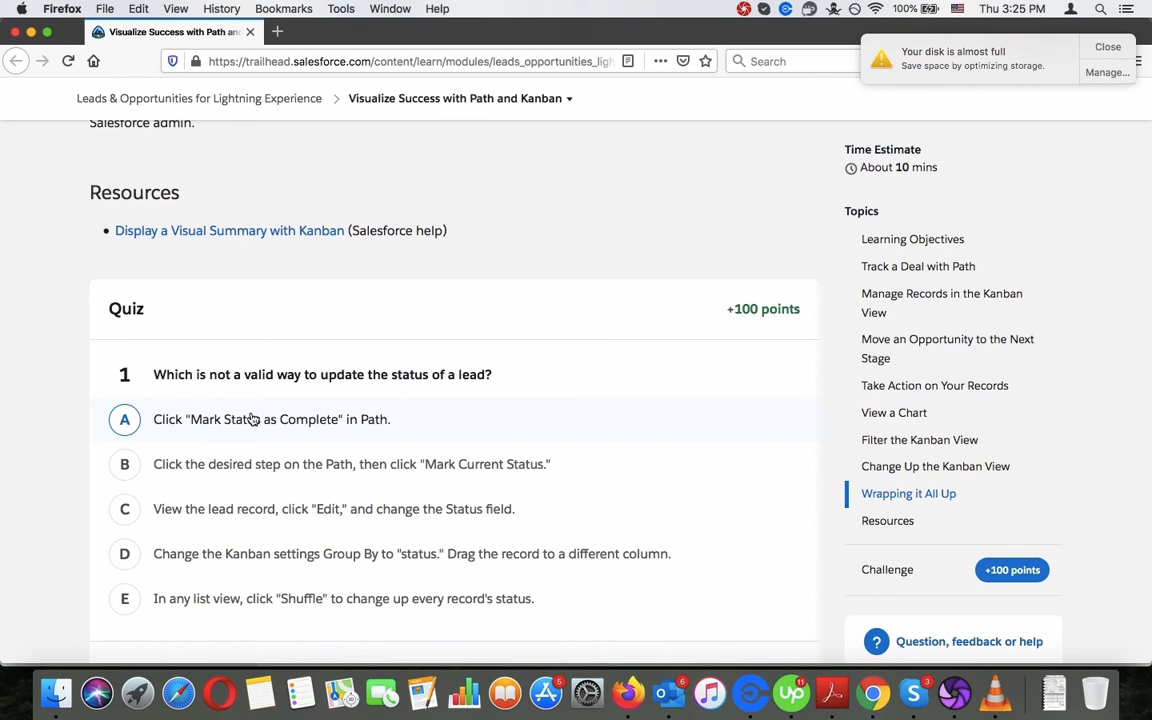 Firefox File Edit View History Bookmarks Tools Window Help 100% Thu 3:25 PM
Visualize Success with Path and
https://trailhead.salesforce.com/content/learn/modules/leads_opportunities_ligh
Search
Your disk is almost full
Save space by optimizing storage.
Close
Manage...
Leads & Opportunities for Lightning Experience
Visualize Success with Path and Kanban
Salesforce admin.
Resources
• Display a Visual Summary with Kanban (Salesforce help)
Quiz
+100 points
1 Which is not a valid way to update the status of a lead?
A Click "Mark Status as Complete" in Path.
B Click the desired step on the Path, then click "Mark Current Status."
C View the lead record, click "Edit," and change the Status field.
D Change the Kanban settings Group By to "status." Drag the record to a different column.
E In any list view, click "Shuffle" to change up every record's status.
Time Estimate
About 10 mins
Topics
Learning Objectives
Track a Deal with Path
Manage Records in the Kanban
View
Move an Opportunity to the Next
Stage
Take Action on Your Records
View a Chart
Filter the Kanban View
Change Up the Kanban View
Wrapping it All Up
Resources
Challenge
+100 points
? Question, feedback or help
5 6 up 11 3